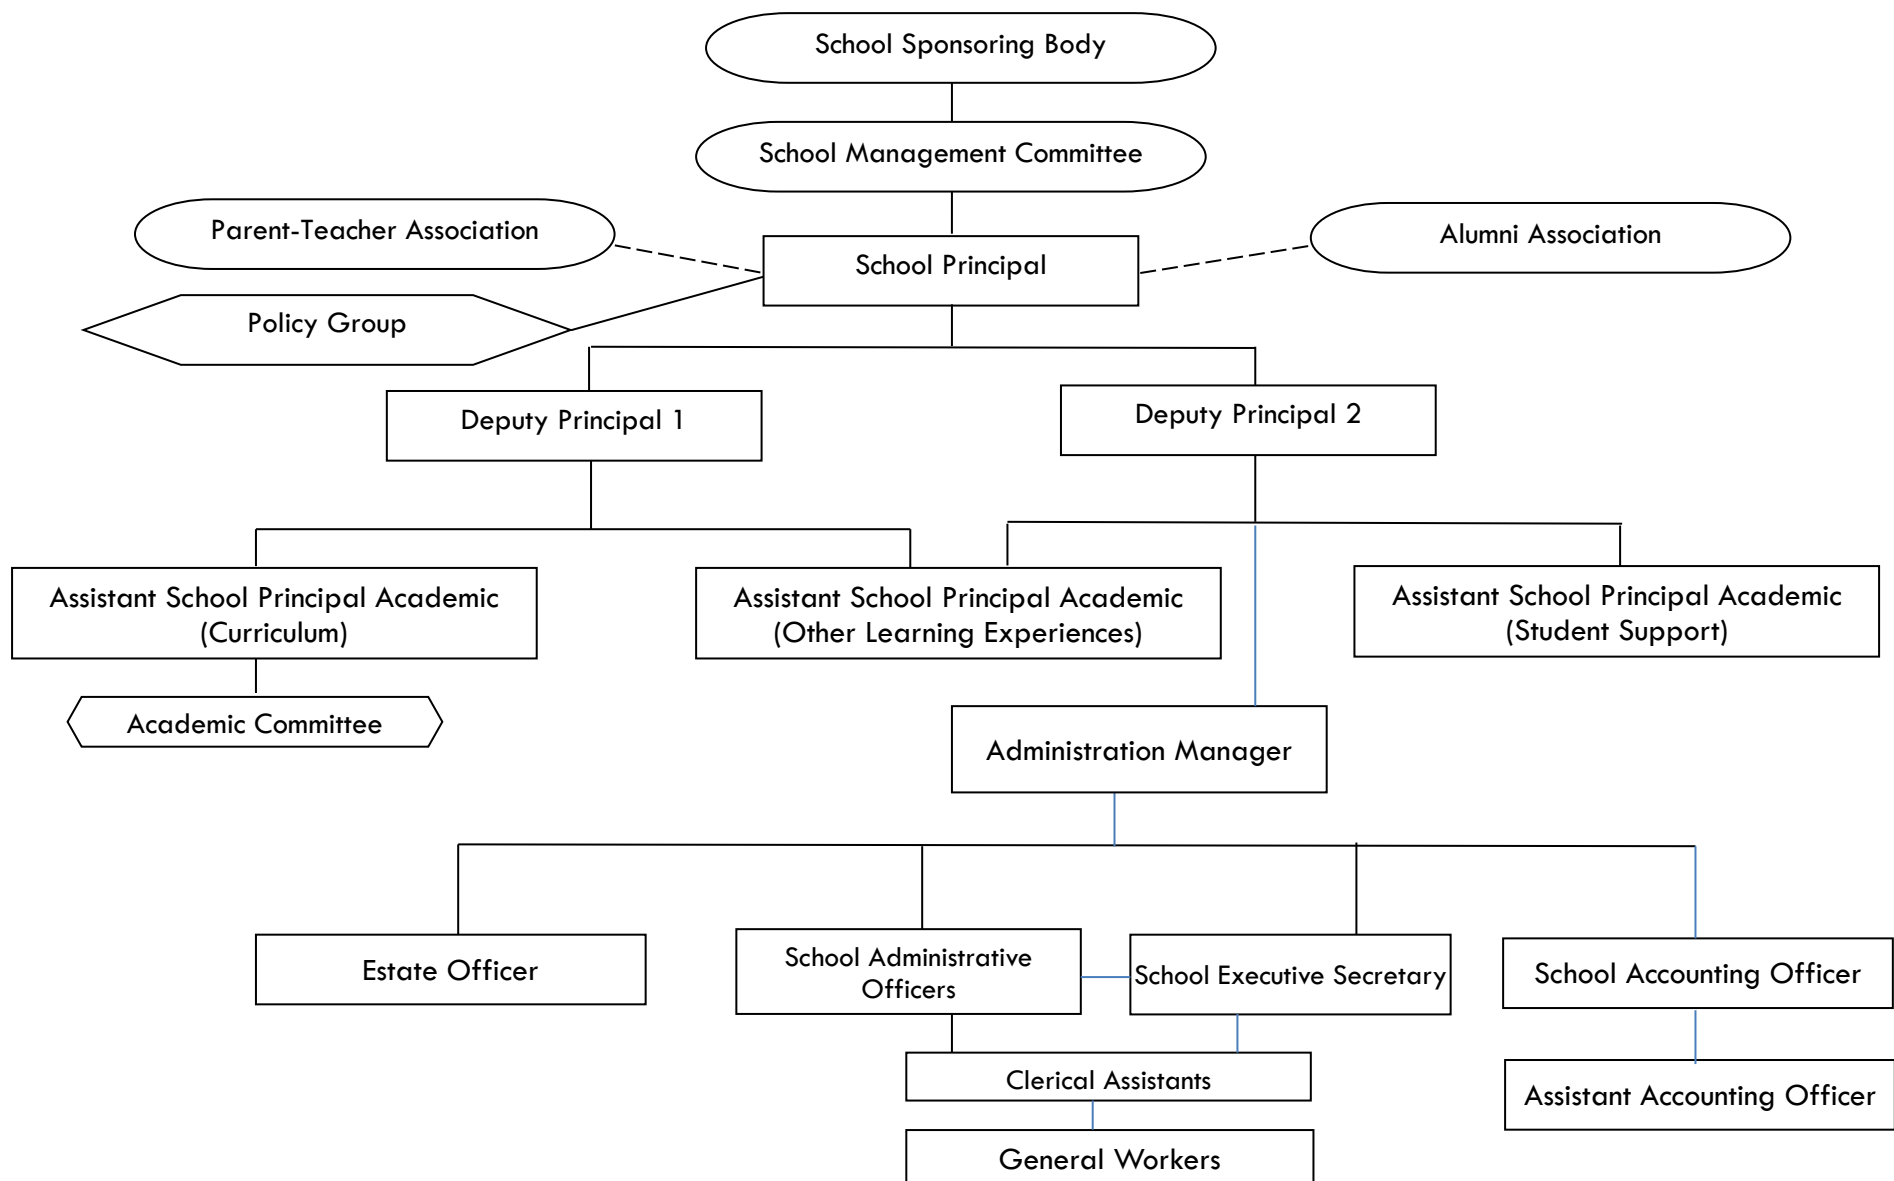 School Sponsoring Body
School Management Committee
Parent-Teacher Association
Alumni Association
School Principal
Policy Group
Deputy Principal 1
Deputy Principal 2
Assistant School Principal Academic
(Curriculum)
Assistant School Principal Academic
(Other Learning Experiences)
Assistant School Principal Academic
(Student Support)
Academic Committee
Administration Manager
Estate Officer
School Administrative
Officers
School Executive Secretary
School Accounting Officer
Clerical Assistants
Assistant Accounting Officer
General Workers